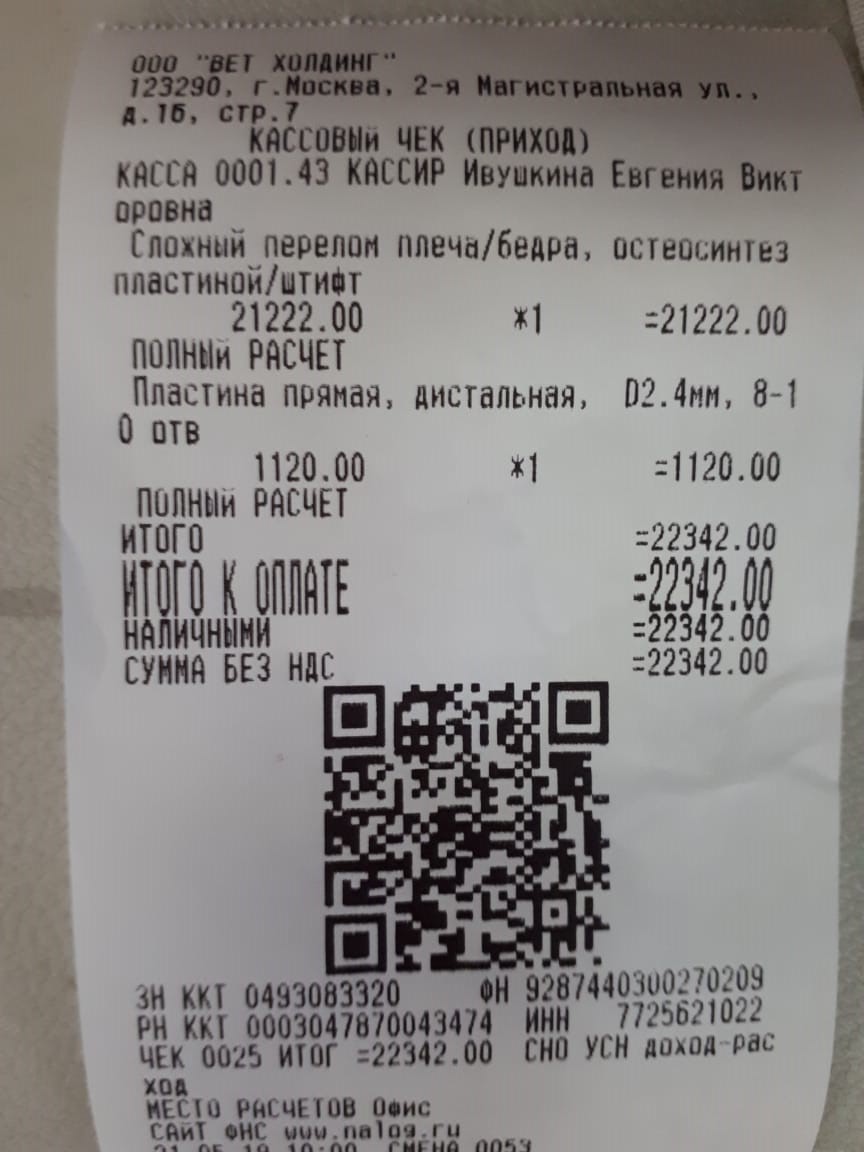 ООО "ВЕТ ХОЛДИНГ"
123290, г.Москва, 2-я Магистральная ул.,
д.16, стр.7
КАССОВЫЙ ЧЕК (ПРИХОД)
КАССА 0001.43 КАССИР Ивушкина Евгения Викт
оровна
Сложный перелом плеча/бедра, остеосинтез
пластиной/штифт
21222.00 *1 =21222.00
ПОЛНЫЙ РАСЧЕТ
Пластина прямая, дистальная, D2.4мм, 8-1
0 отв
1120.00 *1 =1120.00
ПОЛНЫЙ РАСЧЕТ
ИТОГО =22342.00
ИТОГО К ОПЛАТЕ =22342.00
НАЛИЧНЫМИ =22342.00
СУММА БЕЗ НДС =22342.00
ЗН ККТ 0493083320 ФН 9287440300270209
РН ККТ 0003047870043474 ИНН 7725621022
ЧЕК 0025 ИТОГ =22342.00 СНО УСН доход-рас
ход
МЕСТО РАСЧЕТОВ Офис
САЙТ ФНС www.nalog.ru
СМЕНА 0053